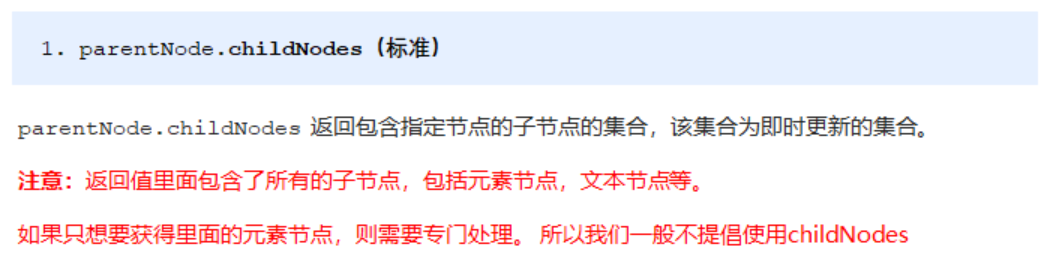 1. parentNode.childNodes（标准）
parentNode.childNodes 返回包含指定节点的子节点的集合，该集合为即时更新的集合。
注意：返回值里面包含了所有的子节点，包括元素节点，文本节点等。
如果只想要获得里面的元素节点，则需要专门处理。 所以我们一般不提倡使用childNodes